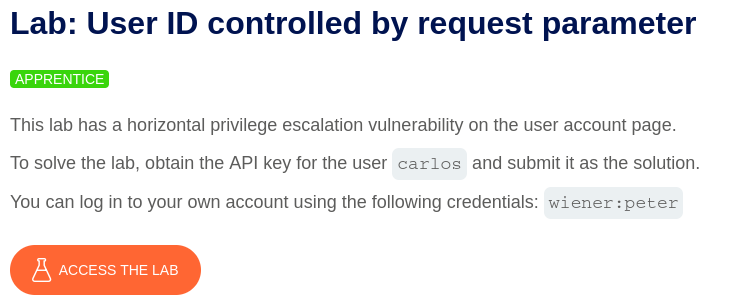 Lab: User ID controlled by request parameter
APPRENTICE
This lab has a horizontal privilege escalation vulnerability on the user account page.
To solve the lab, obtain the API key for the user carlos and submit it as the solution.
You can log in to your own account using the following credentials: wiener:peter
ACCESS THE LAB